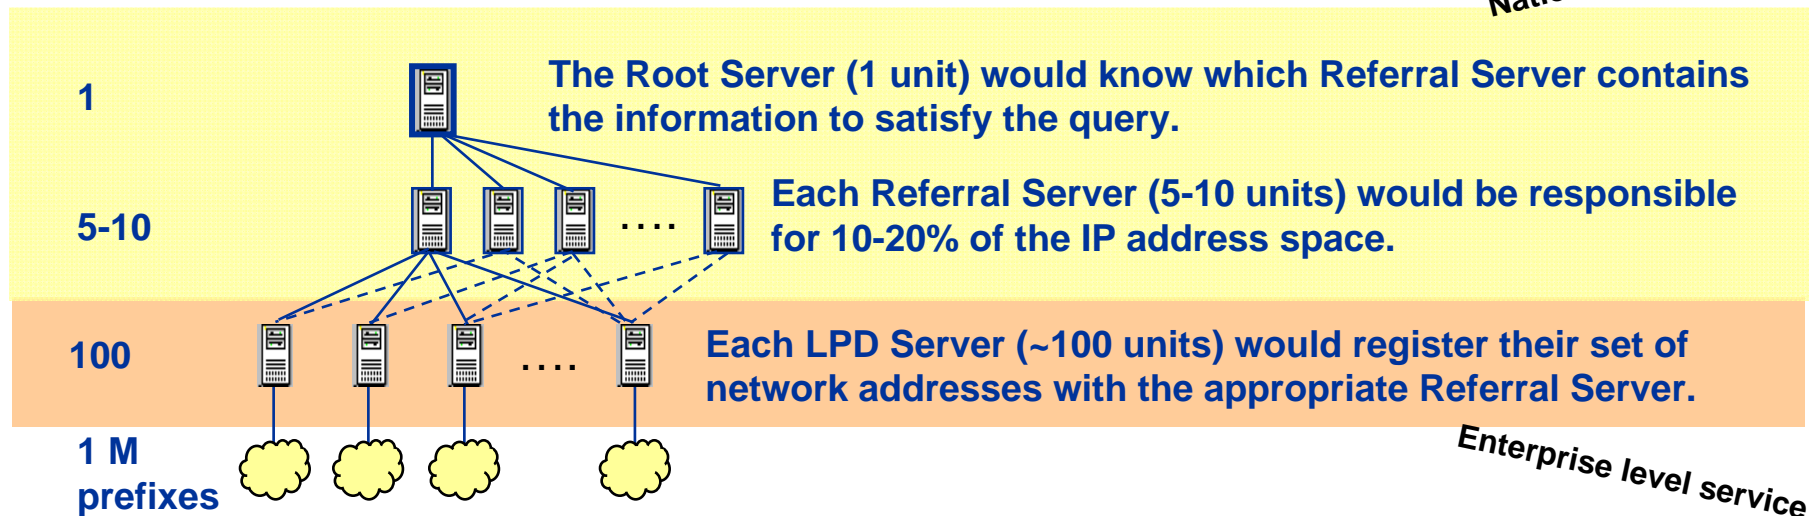 1
The Root Server (1 unit) would know which Referral Server contains
the information to satisfy the query.
5-10
....
Each Referral Server (5-10 units) would be responsible
for 10-20% of the IP address space.
100
....
Each LPD Server (~100 units) would register their set of
network addresses with the appropriate Referral Server.
1 M
prefixes
Enterprise level service